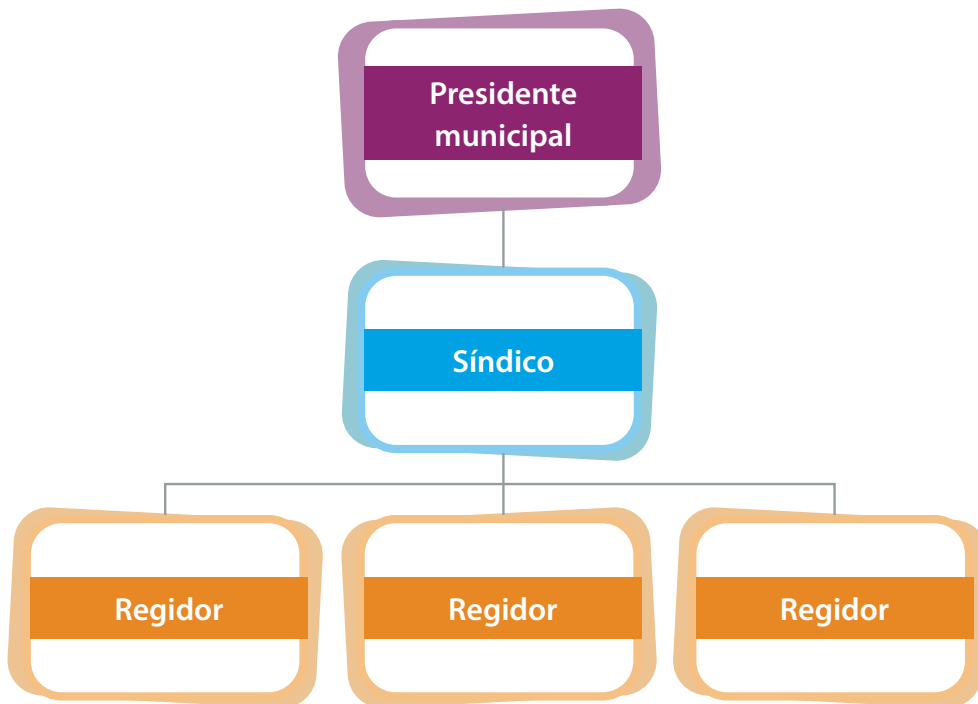 Presidente
municipal
Síndico
Regidor
Regidor
Regidor